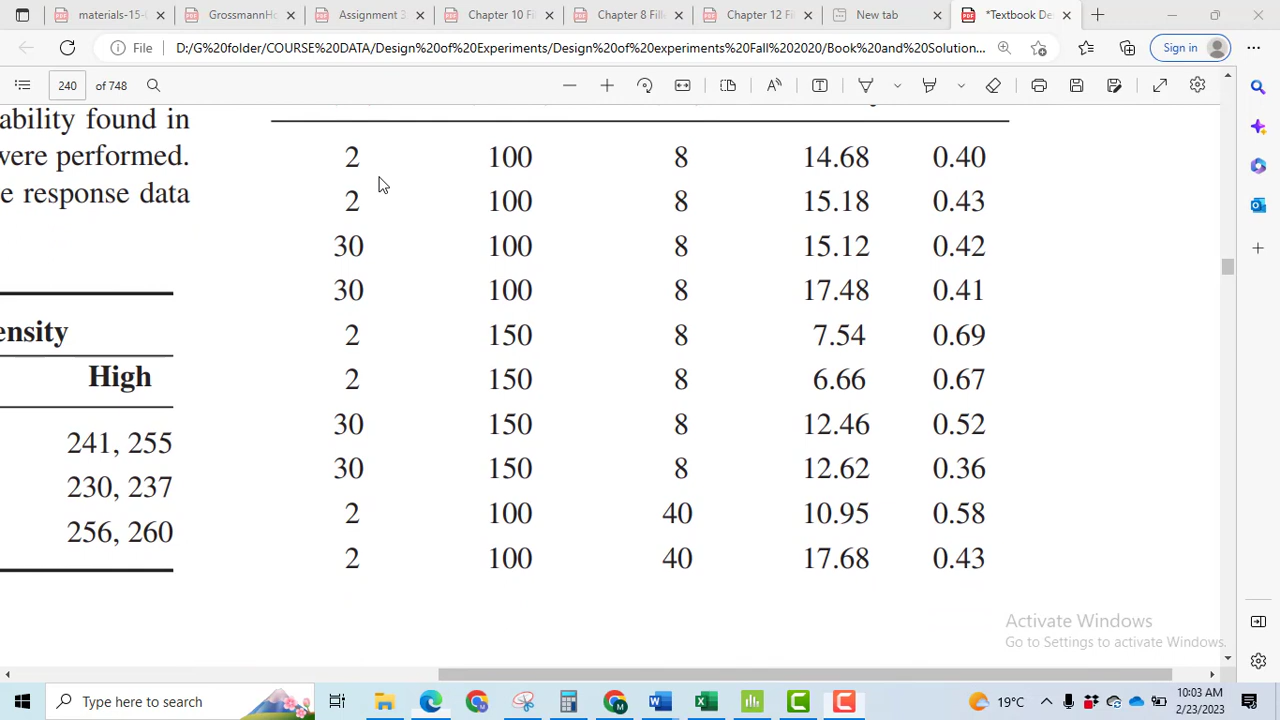 materials-15-
GrossmannHo
Assignment 3
Chapter 10 Fil
Chapter 8 Fille
Chapter 12 Fi
New tab
*Textbook De
File
D:/G%20folder/COURSE%20DATA/Design%20of%20Experiments/Design%20of%20experiments%20Fall%202020/Book%20and%20Solution...
Sign in
240 of 748
ability found in
were performed.
e response data
ensity
High
241, 255
230, 237
256, 260
2 100 8 14.68 0.40
2 100 8 15.18 0.43
30 100 8 15.12 0.42
30 100 8 17.48 0.41
2 150 8 7.54 0.69
2 150 8 6.66 0.67
30 150 8 12.46 0.52
30 150 8 12.62 0.36
2 100 40 10.95 0.58
2 100 40 17.68 0.43
Activate Windows
Go to Settings to activate Windows.
Type here to search
19°C
10:03 AM
2/23/2023